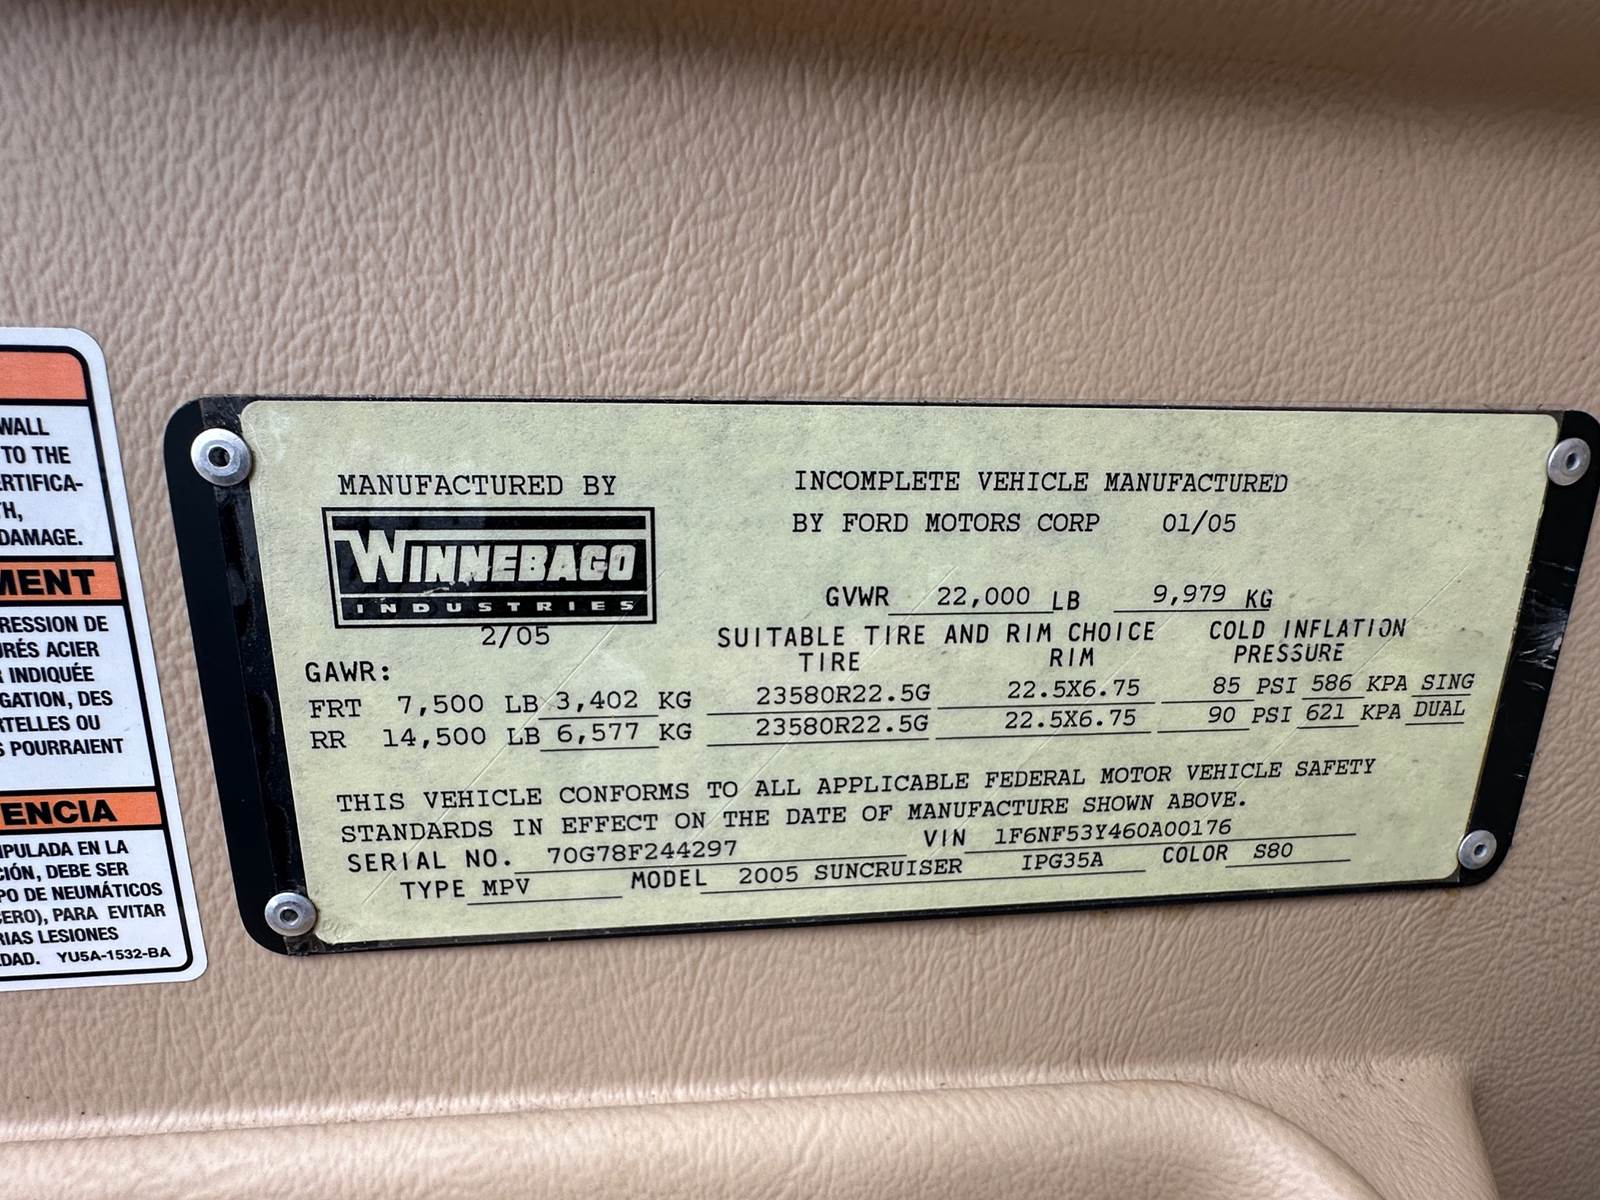 WALL
TO THE
ERTIFICA-
TH,
DAMAGE.
MENT
RESSION DE
URÉS ACIER
R INDIQUÉE
GATION, DES
RTELLES OU
S POURRAIENT
ENCIA
IPULADA EN LA
CIÓN, DEBE SER
PO DE NEUMÁTICOS
CERO), PARA EVITAR
RIAS LESIONES
EDAD. YU5A-1532-BA
MANUFACTURED BY
WINNEBAGO
INDUSTRIES
2/05
INCOMPLETE VEHICLE MANUFACTURED
BY FORD MOTORS CORP 01/05
GVWR 22,000 LB 9,979 KG
SUITABLE TIRE AND RIM CHOICE COLD INFLATION
TIRE RIM PRESSURE
GAWR:
FRT 7,500 LB 3,402 KG 23580R22.5G 22.5X6.75 85 PSI 586 KPA SING
RR 14,500 LB 6,577 KG 23580R22.5G 22.5X6.75 90 PSI 621 KPA DUAL
THIS VEHICLE CONFORMS TO ALL APPLICABLE FEDERAL MOTOR VEHICLE SAFETY
STANDARDS IN EFFECT ON THE DATE OF MANUFACTURE SHOWN ABOVE.
SERIAL NO. 70G78F244297 VIN 1F6NF53Y460A00176
TYPE MPV MODEL 2005 SUNCRUISER IPG35A COLOR S80